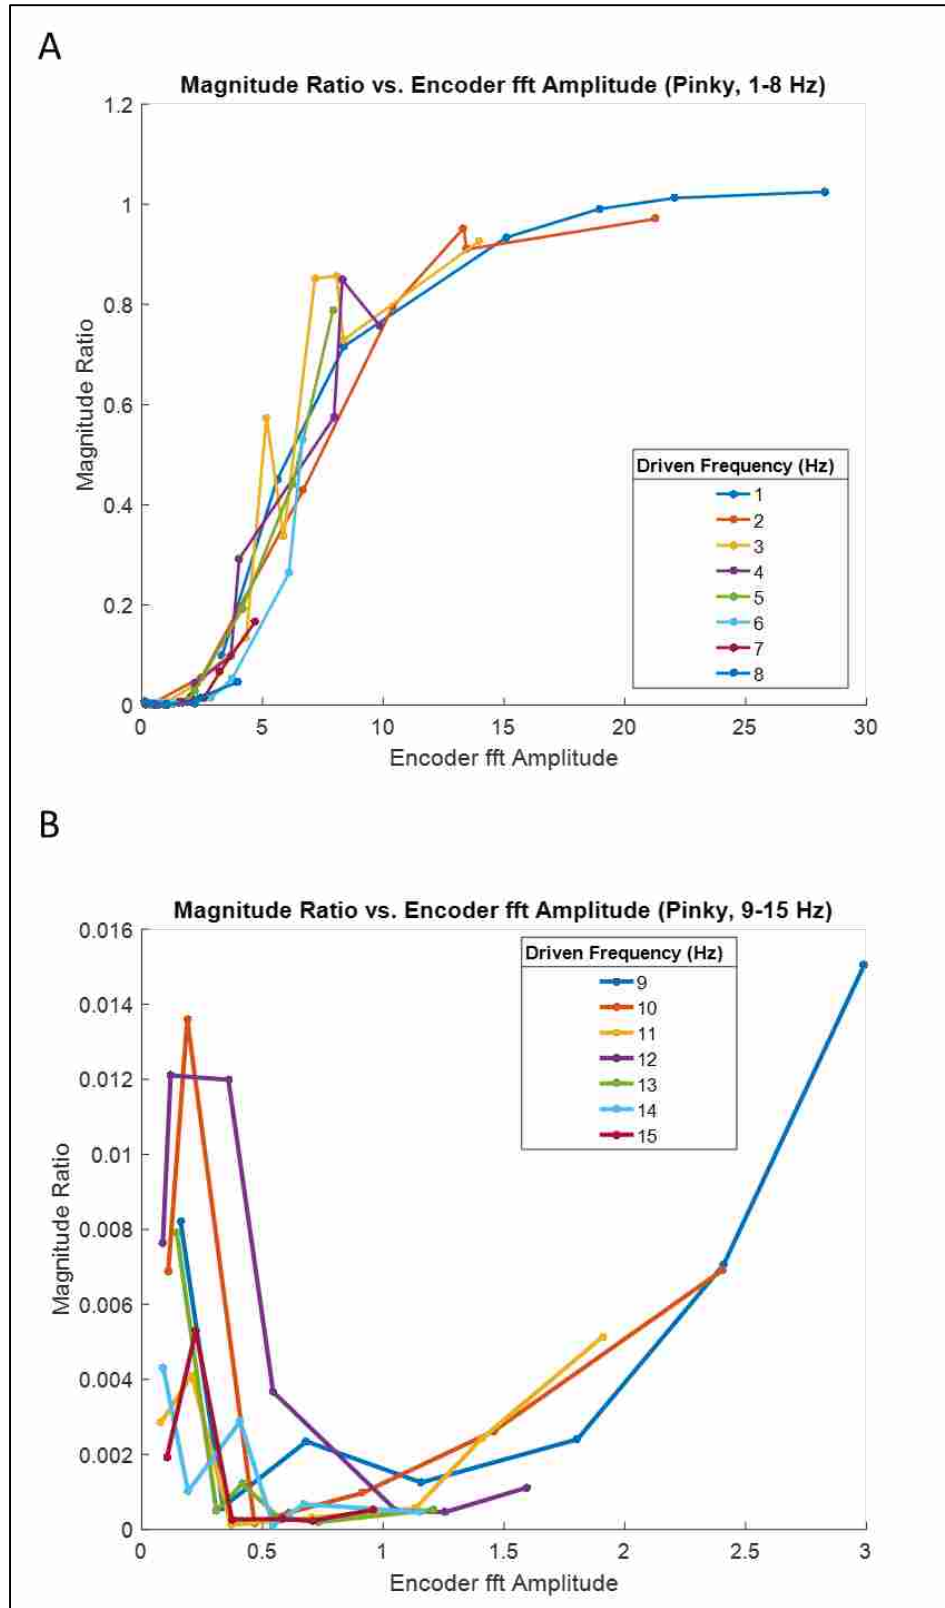 A
Magnitude Ratio vs. Encoder fft Amplitude (Pinky, 1-8 Hz)
1.2
1
0.8
0.6
0.4
0.2
0
Magnitude Ratio
Driven Frequency (Hz)
1
2
3
4
5
6
7
8
0 5 10 15 20 25 30
Encoder fft Amplitude
B
Magnitude Ratio vs. Encoder fft Amplitude (Pinky, 9-15 Hz)
0.016
0.014
0.012
0.01
0.008
0.006
0.004
0.002
0
Magnitude Ratio
Driven Frequency (Hz)
9
10
11
12
13
14
15
0 0.5 1 1.5 2 2.5 3
Encoder fft Amplitude